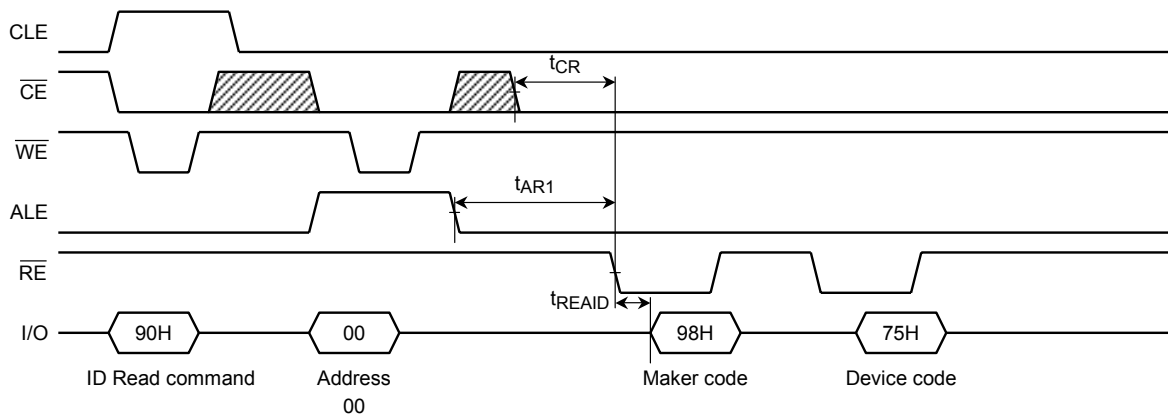 CLE
tCR
CE
WE
tAR1
ALE
RE
tREAID
I/O 90H 00 98H 75H
ID Read command Address Maker code Device code
00